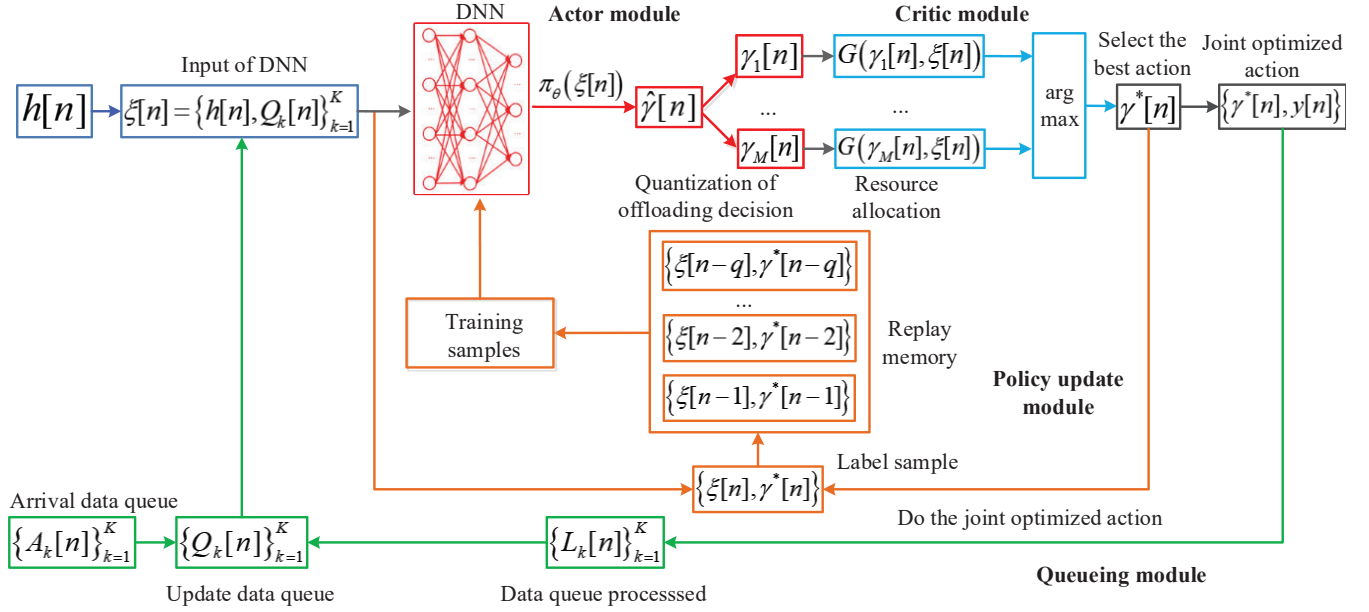 DNN
Actor module
Critic module
Select the
best action
Joint optimized
action
Input of DNN
h[n]
ξ[n] = {h[n], Q_k[n]}_{k=1}^{K}
π_θ(ξ[n])
γ̂[n]
γ_1[n]
...
γ_M[n]
G(γ_1[n], ξ[n])
...
G(γ_M[n], ξ[n])
arg
max
γ*[n]
{γ*[n], y[n]}
Quantization of
offloading decision
Resource
allocation
{ξ[n−q], γ*[n−q]}
...
{ξ[n−2], γ*[n−2]}
{ξ[n−1], γ*[n−1]}
Training
samples
Replay
memory
Policy update
module
Label sample
{ξ[n], γ*[n]}
Arrival data queue
{A_k[n]}_{k=1}^{K}
{Q_k[n]}_{k=1}^{K}
{L_k[n]}_{k=1}^{K}
Do the joint optimized action
Update data queue
Data queue processsed
Queueing module